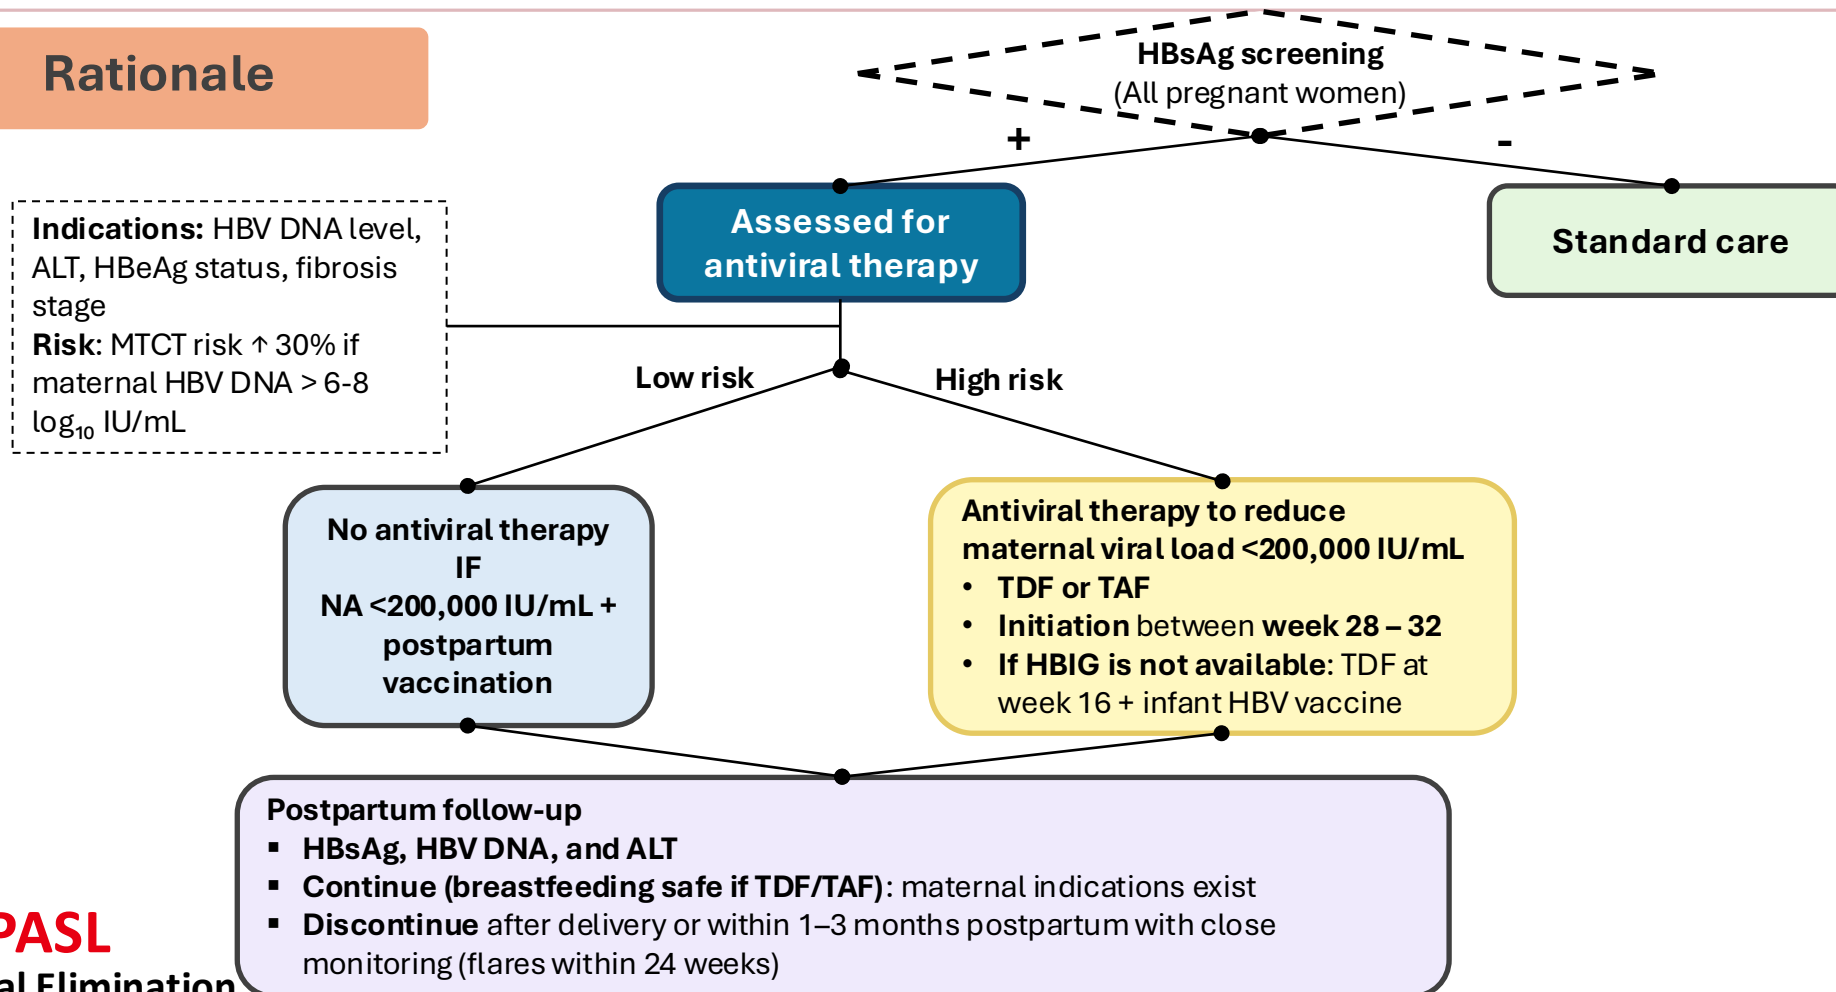 Rationale
HBsAg screening
(All pregnant women)
+
-
Assessed for
antiviral therapy
Standard care
Indications: HBV DNA level,
ALT, HBeAg status, fibrosis
stage
Risk: MTCT risk ↑ 30% if
maternal HBV DNA > 6-8
log₁₀ IU/mL
Low risk
High risk
No antiviral therapy
IF
NA <200,000 IU/mL +
postpartum
vaccination
Antiviral therapy to reduce
maternal viral load <200,000 IU/mL
• TDF or TAF
• Initiation between week 28 – 32
• If HBIG is not available: TDF at
week 16 + infant HBV vaccine
Postpartum follow-up
▪ HBsAg, HBV DNA, and ALT
▪ Continue (breastfeeding safe if TDF/TAF): maternal indications exist
▪ Discontinue after delivery or within 1–3 months postpartum with close
monitoring (flares within 24 weeks)
PASL
al Elimination